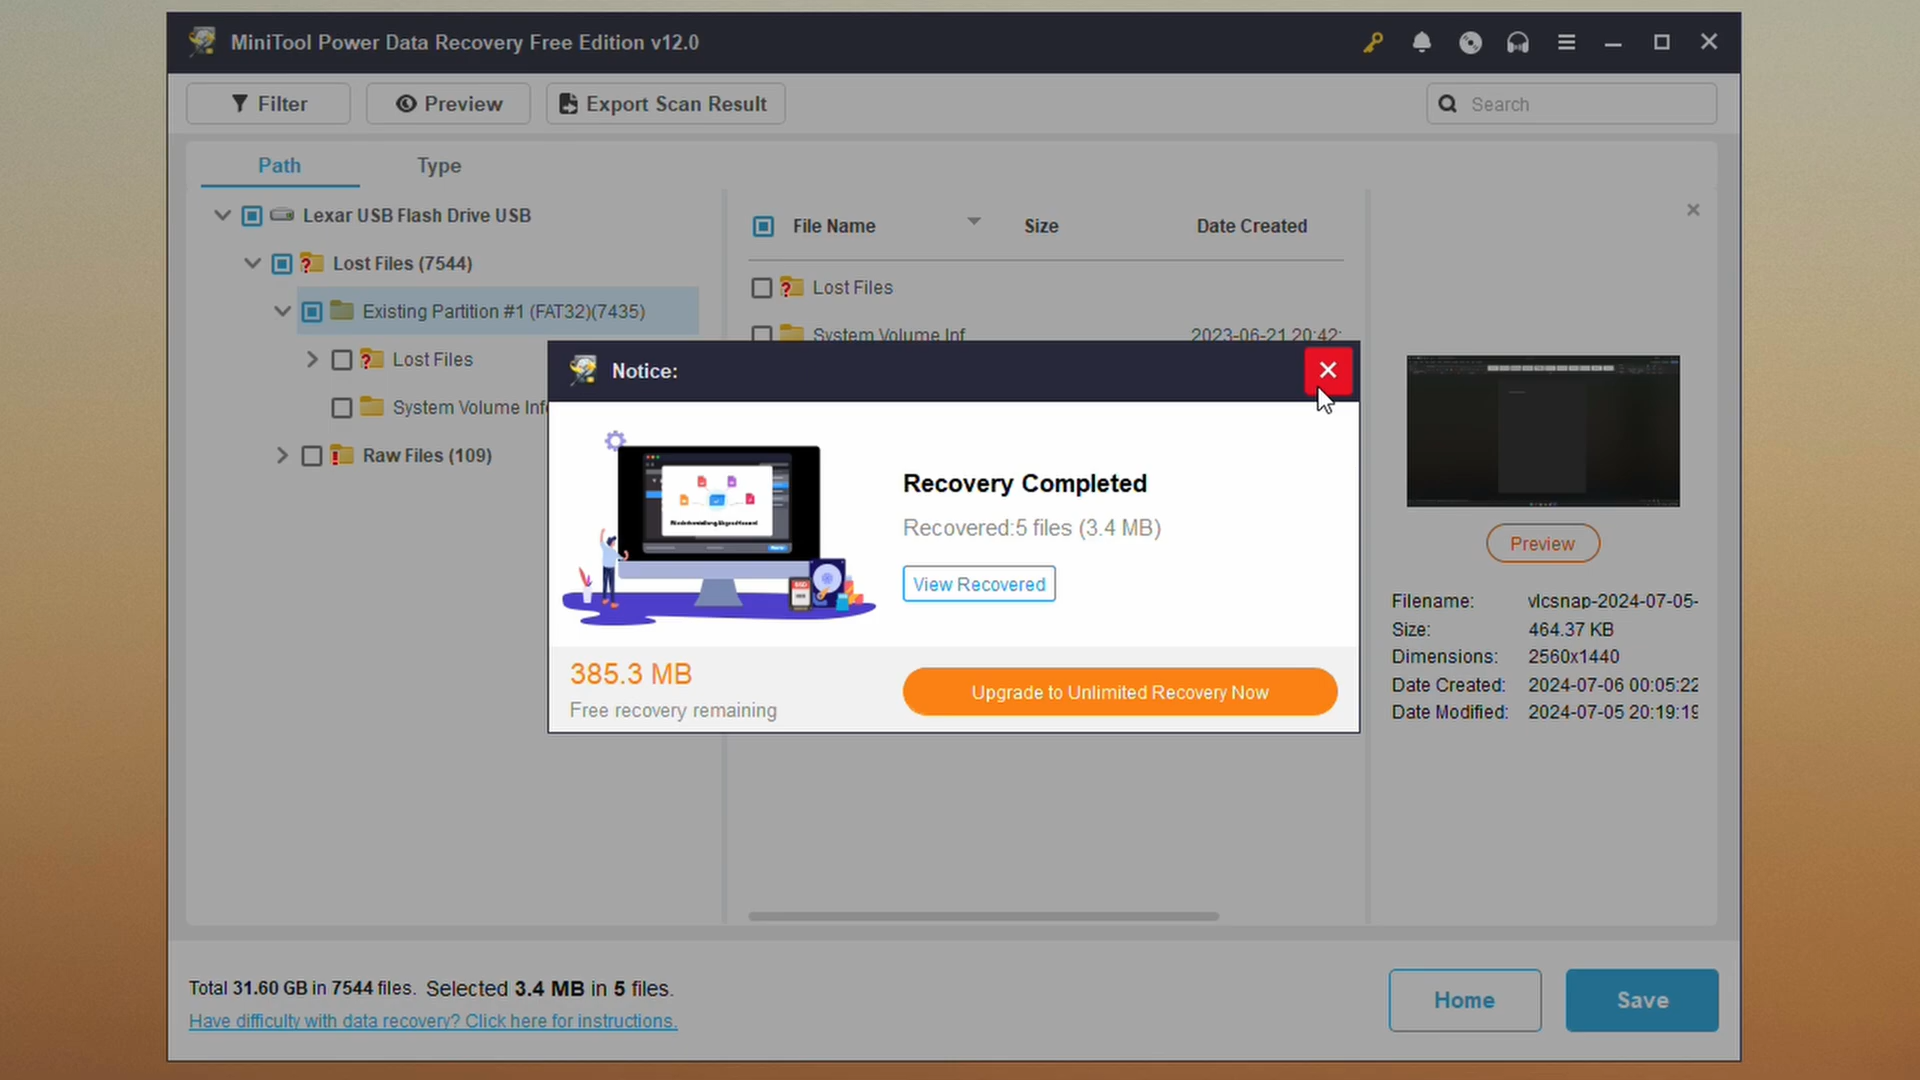 MiniTool Power Data Recovery Free Edition v12.0
Filter
Preview
Export Scan Result
Search
Path
Type
Lexar USB Flash Drive USB
Lost Files (7544)
Existing Partition #1 (FAT32)(7435)
Lost Files
System Volume Inf
Raw Files (109)
File Name
Size
Date Created
Lost Files
System Volume Inf
2023-06-21 20:42:
Notice:
Recovery Completed
Recovered:5 files (3.4 MB)
View Recovered
385.3 MB
Free recovery remaining
Upgrade to Unlimited Recovery Now
Preview
Filename: vlcsnap-2024-07-05-
Size: 464.37 KB
Dimensions: 2560x1440
Date Created: 2024-07-06 00:05:22
Date Modified: 2024-07-05 20:19:19
Total 31.60 GB in 7544 files. Selected 3.4 MB in 5 files.
Have difficulty with data recovery? Click here for instructions.
Home
Save